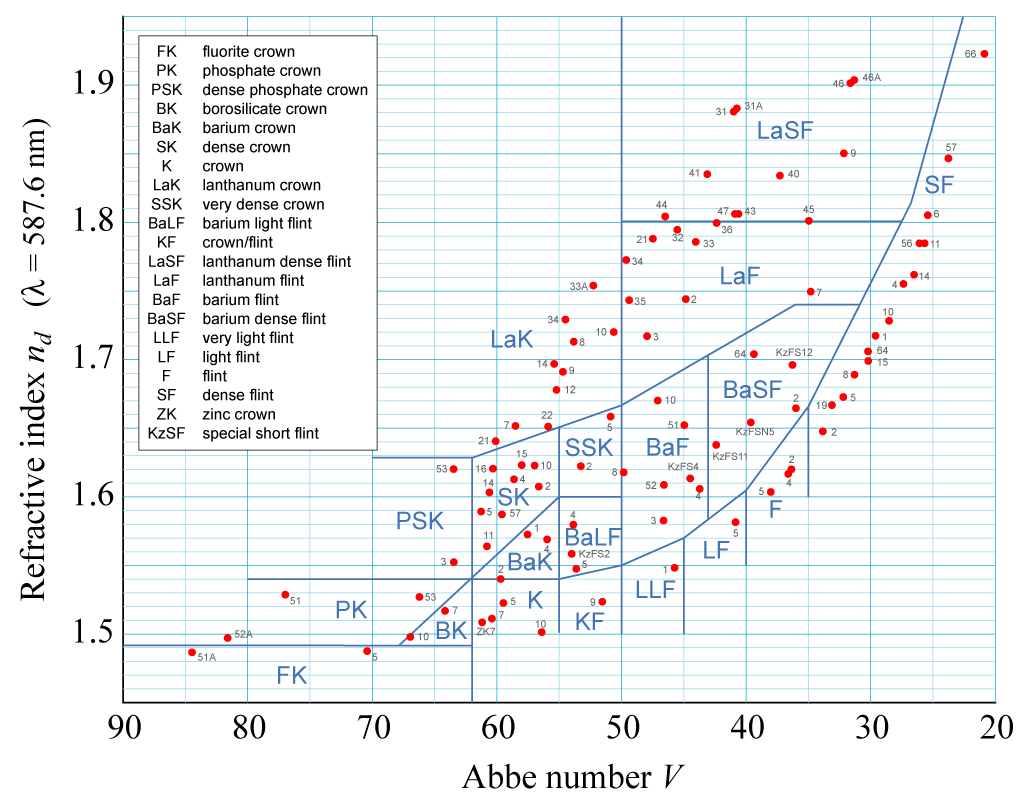 FK fluorite crown
PK phosphate crown
PSK dense phosphate crown
BK borosilicate crown
BaK barium crown
SK dense crown
K crown
LaK lanthanum crown
SSK very dense crown
BaLF barium light flint
KF crown/flint
LaSF lanthanum dense flint
LaF lanthanum flint
BaF barium flint
BaSF barium dense flint
LLF very light flint
LF light flint
F flint
SF dense flint
ZK zinc crown
KzSF special short flint
Refractive index n_d (λ = 587.6 nm)
1.9
1.8
1.7
1.6
1.5
66
46 46A
31 31A
LaSF
9
57
41
40
SF
44
47 43
45
6
36
32
21
33
56 11
34
LaF
14
4
33A
35
2
7
10
34
10
3
1
LaK
8
64
KzFS12
64
15
14
9
8
12
BaSF
10
2
5
19
5
7
22
51
KzFSN5
2
21
SSK
BaF
KzFS11
53
16
15
10
2
8
2
4
KzFS4
14
4
SK
2
52
4
5
F
PSK
5
57
3
5
4
1
BaLF
11
4
LF
KzFS2
3
BaK
5
1
2
LLF
51
53
5
K
9
PK
7
7
KF
BK
ZK7
10
52A
10
51A
5
FK
90 80 70 60 50 40 30 20
Abbe number V